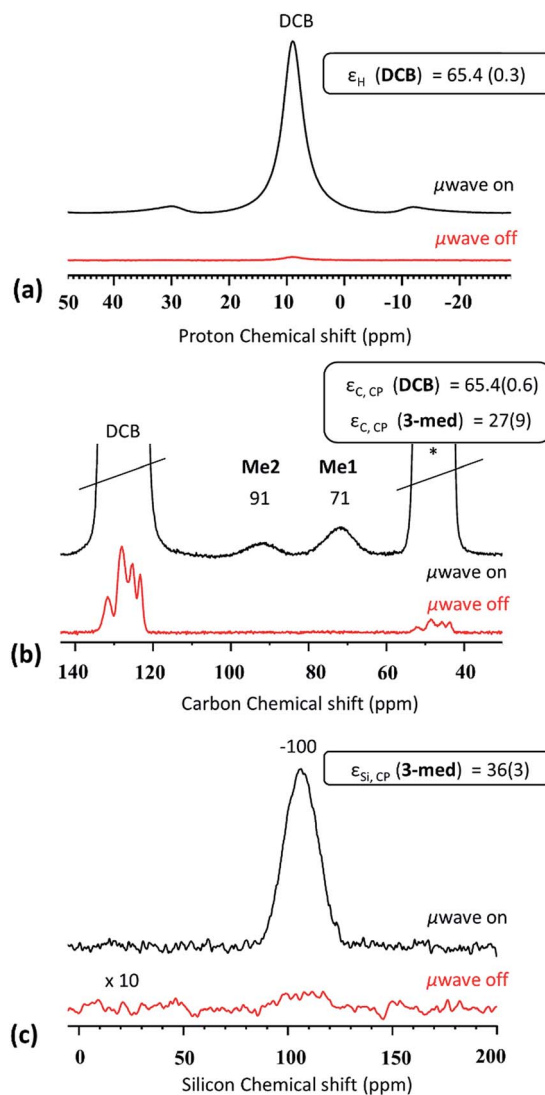 DCB
εH (DCB) = 65.4 (0.3)
μwave on
μwave off
50 40 30 20 10 0 -10 -20
(a)
Proton Chemical shift (ppm)
εC, CP (DCB) = 65.4(0.6)
εC, CP (3-med) = 27(9)
DCB
*
Me2 Me1
91 71
μwave on
μwave off
(b)
140 120 100 80 60 40
Carbon Chemical shift (ppm)
-100
εSi, CP (3-med) = 36(3)
μwave on
x 10
μwave off
(c)
0 50 100 150 200
Silicon Chemical shift (ppm)